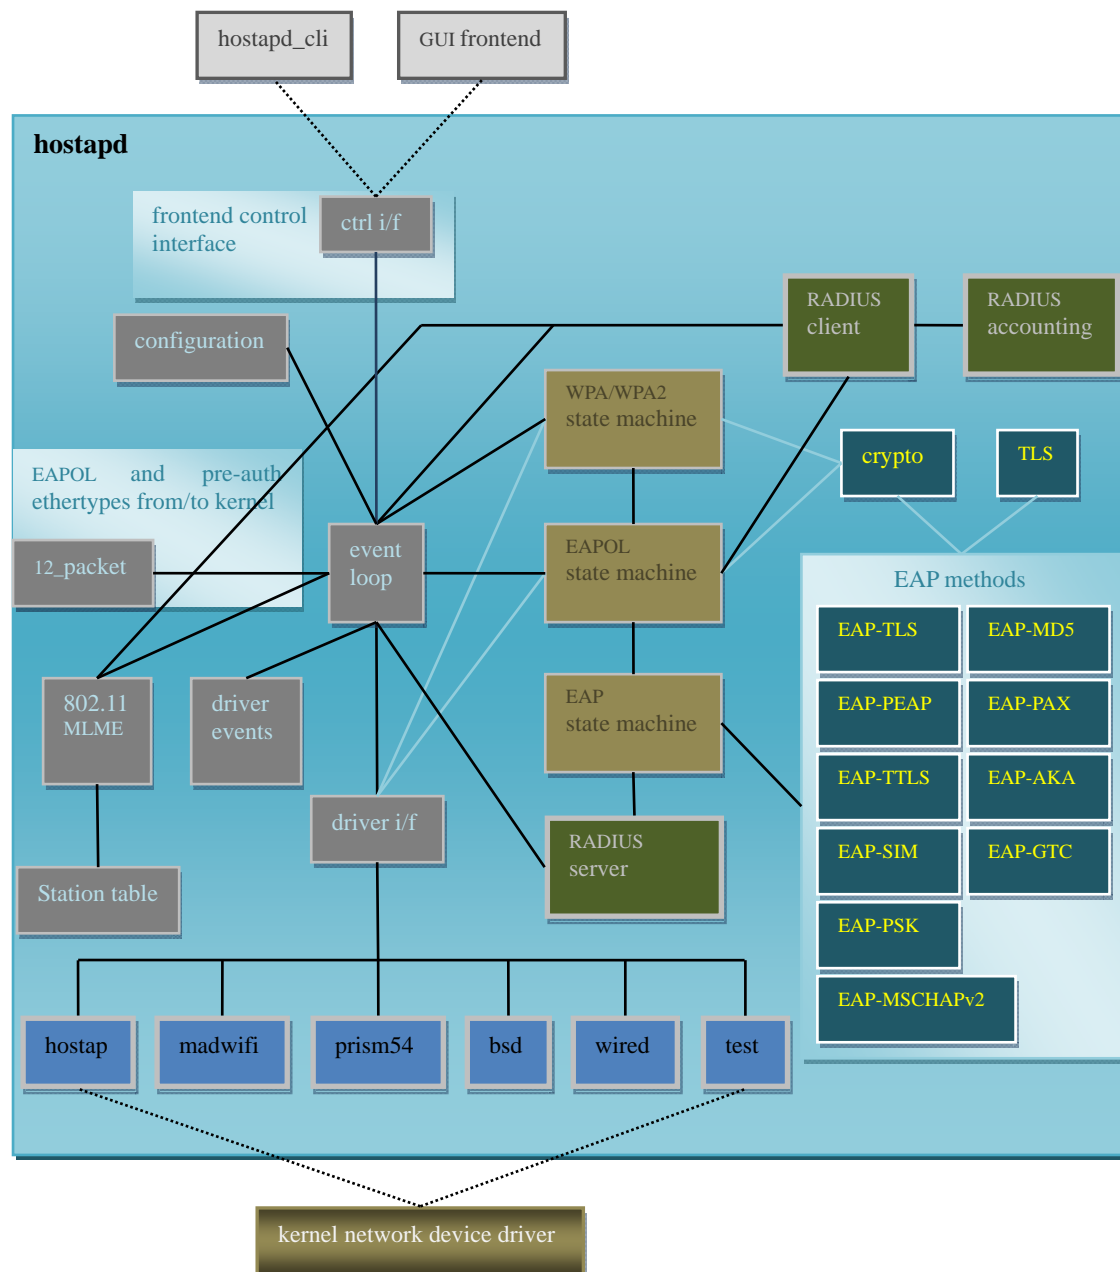 hostapd_cli
GUI frontend
hostapd
frontend control
interface
ctrl i/f
configuration
RADIUS
client
RADIUS
accounting
WPA/WPA2
state machine
crypto
TLS
EAPOL and pre-auth
ethertypes from/to kernel
12_packet
event
loop
EAPOL
state machine
EAP methods
EAP-TLS
EAP-MD5
EAP-PEAP
EAP-PAX
EAP-TTLS
EAP-AKA
EAP-SIM
EAP-GTC
EAP-PSK
EAP-MSCHAPv2
802.11
MLME
driver
events
EAP
state machine
driver i/f
RADIUS
server
Station table
hostap
madwifi
prism54
bsd
wired
test
kernel network device driver